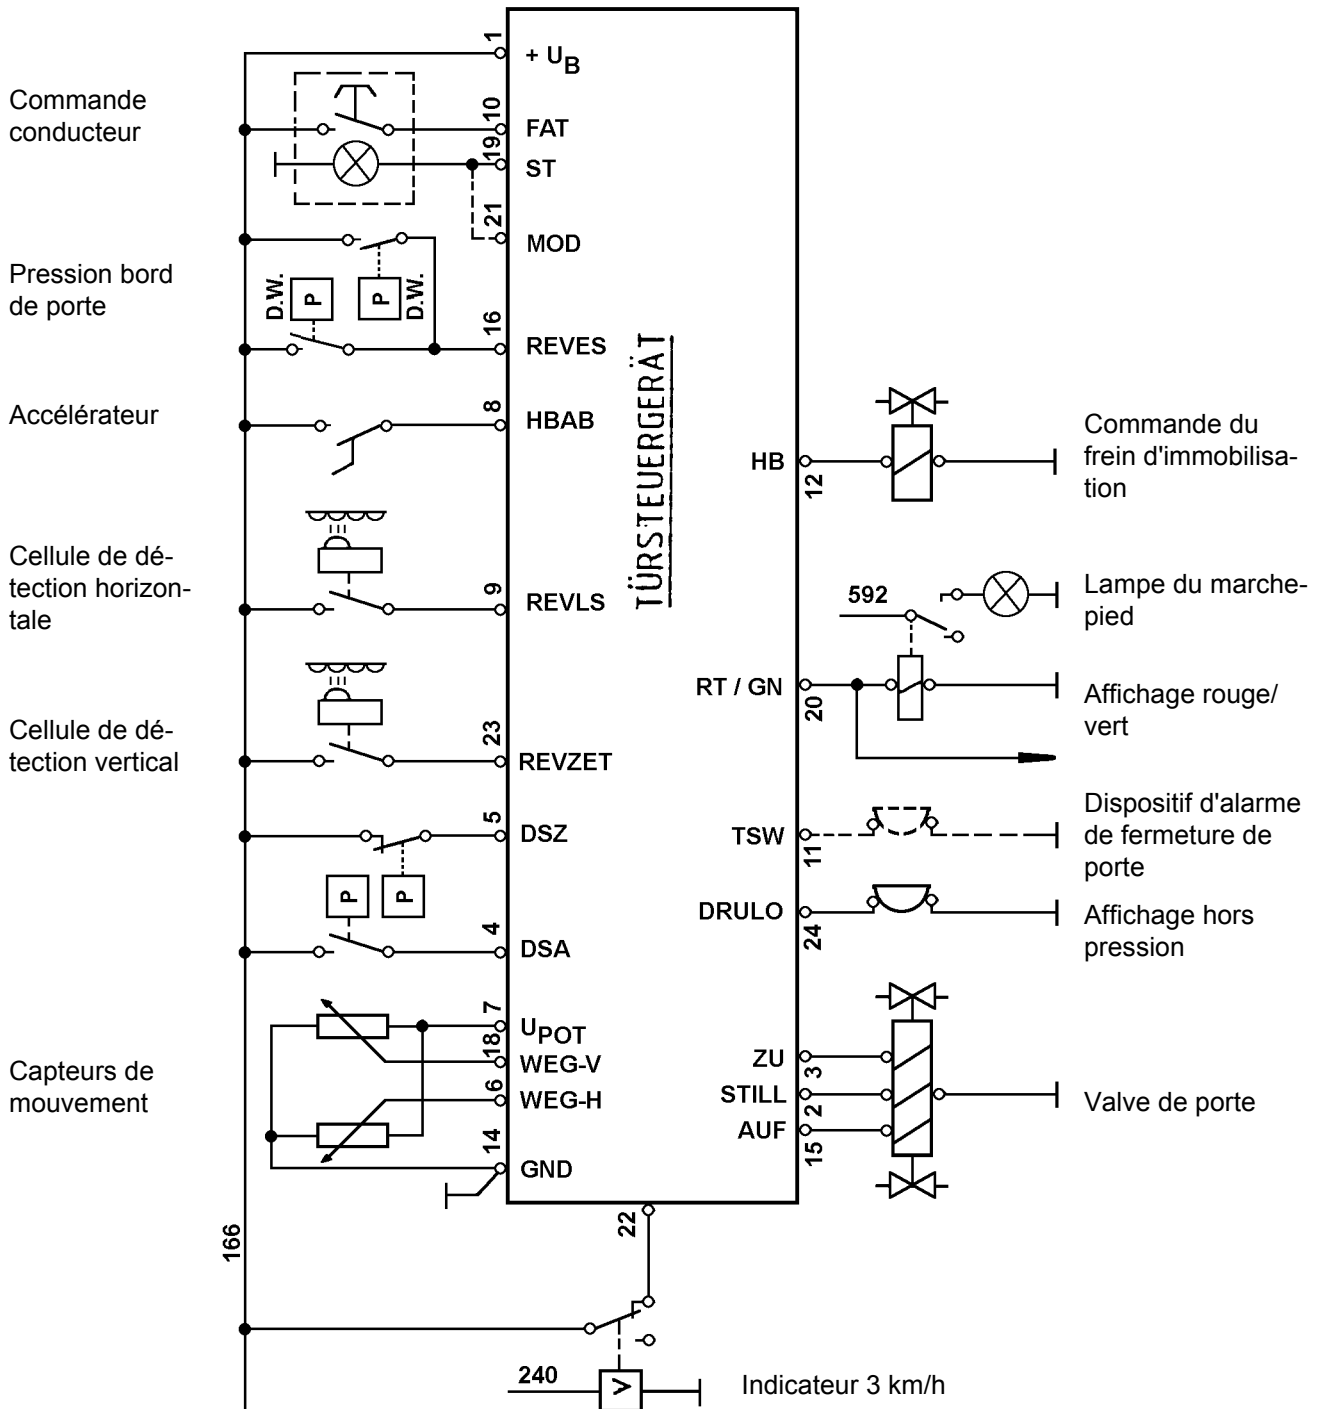 1
+ UB
Commande
conducteur
10
FAT
19
ST
21
MOD
Pression bord
de porte
D.W.
P
P
D.W.
16
REVES
Accélérateur
8
HBAB
TÜRSTEUERGERÄT
HB
12
Commande du
frein d'immobilisa-
tion
Cellule de dé-
tection horizon-
tale
9
REVLS
592
Lampe du marche-
pied
RT / GN
20
Affichage rouge/
vert
Cellule de dé-
tection vertical
23
REVZET
5
DSZ
TSW
11
Dispositif d'alarme
de fermeture de
porte
P
P
4
DSA
DRULO
24
Affichage hors
pression
Capteurs de
mouvement
7
UPOT
18
WEG-V
6
WEG-H
14
GND
ZU
3
STILL
2
AUF
15
Valve de porte
166
22
240
V
Indicateur 3 km/h